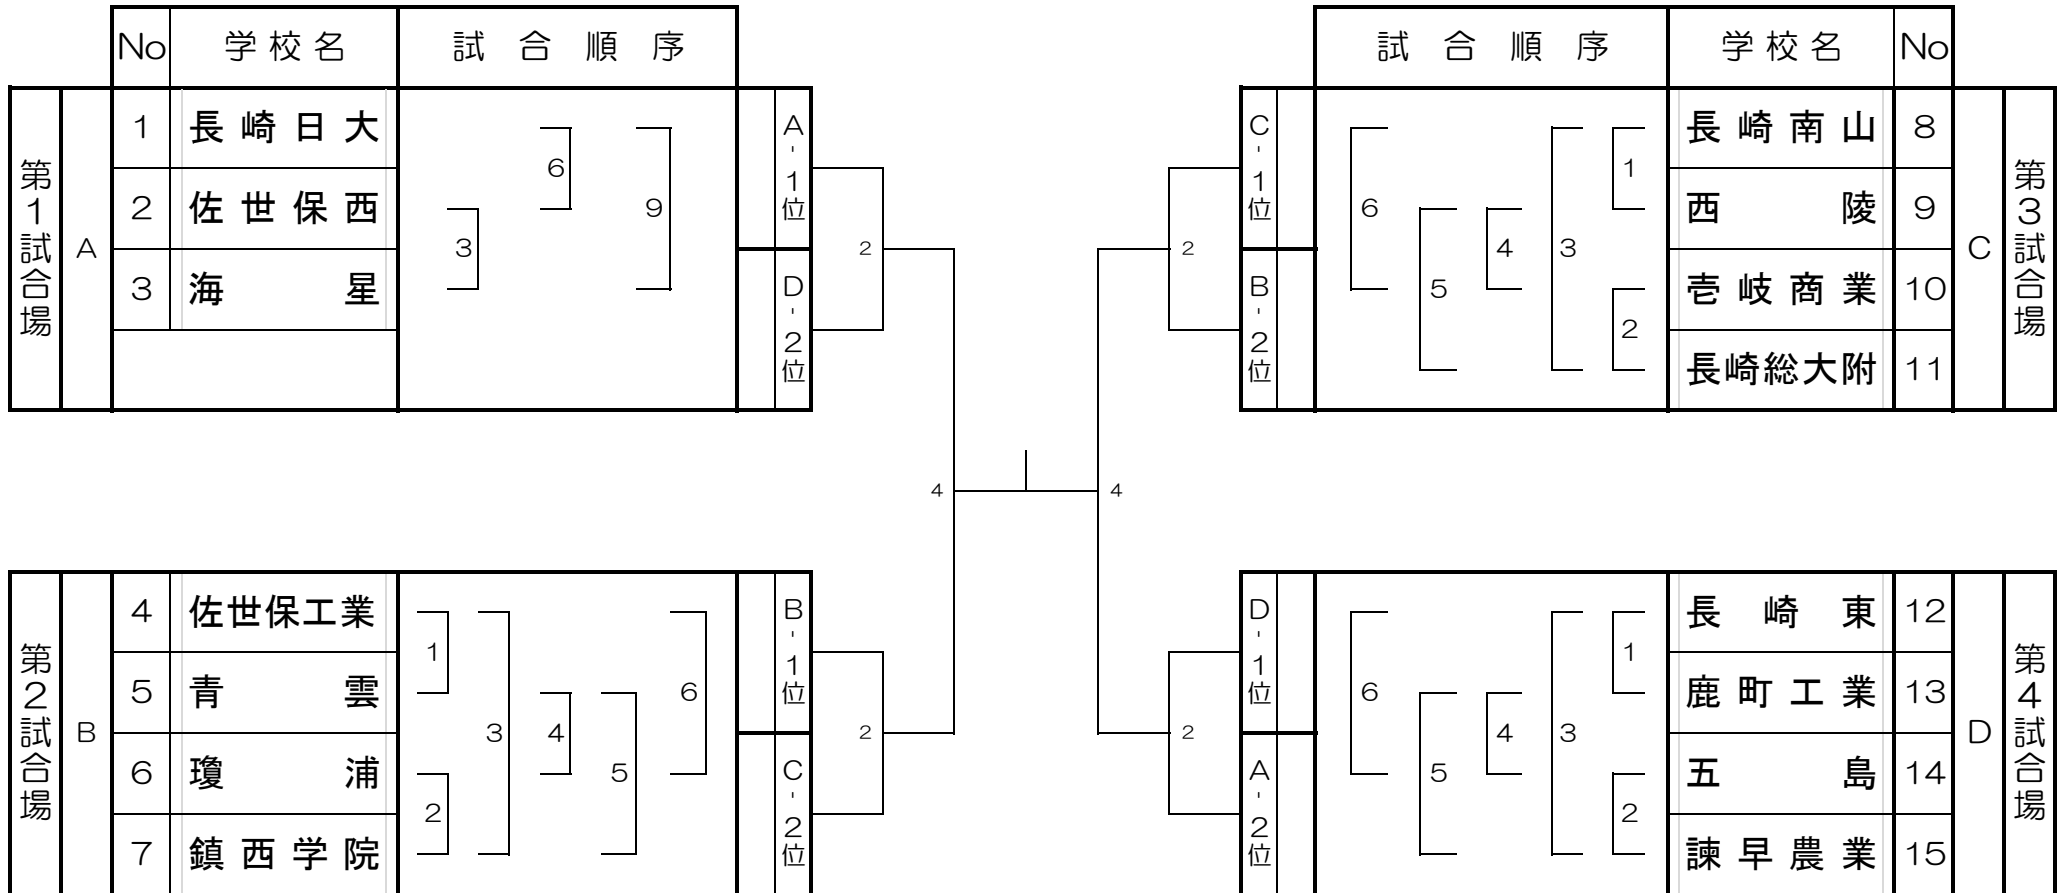 No 学校名 試合順序
第1試合場 A
1 長崎日大
2 佐世保西
3 海星
3 6 9
A-1位
D-2位
2
第2試合場 B
4 佐世保工業
5 青雲
6 瓊浦
7 鎮西学院
1 2 3 4 5 6
B-1位
C-2位
2
4
4
試合順序 学校名 No
C-1位
B-2位
2
6 5 4 3 1 2
長崎南山 8
西陵 9
壱岐商業 10
長崎総大附 11
C 第3試合場
D-1位
A-2位
2
6 5 4 3 1 2
長崎東 12
鹿町工業 13
五島 14
諫早農業 15
D 第4試合場